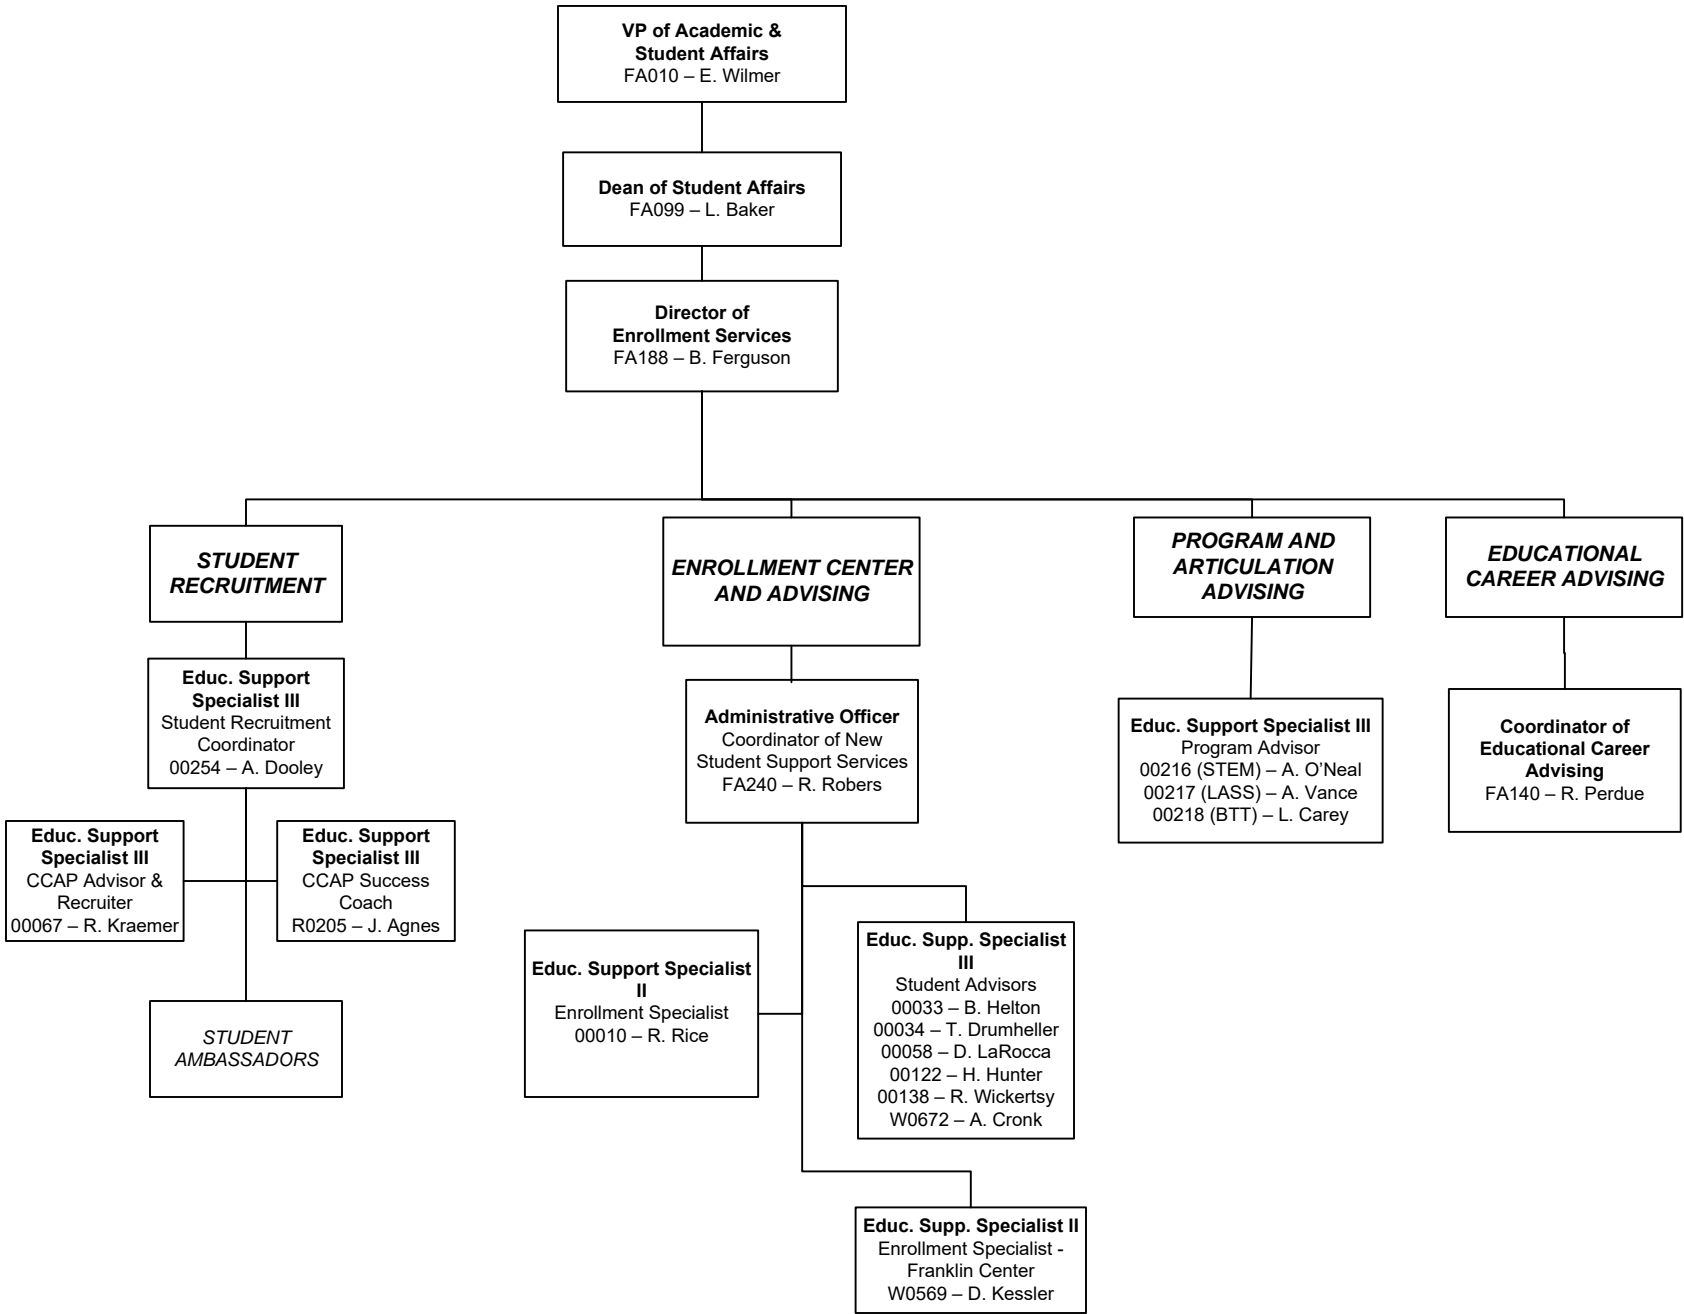 VP of Academic &
Student Affairs
FA010 – E. Wilmer
Dean of Student Affairs
FA099 – L. Baker
Director of
Enrollment Services
FA188 – B. Ferguson
STUDENT
RECRUITMENT
ENROLLMENT CENTER
AND ADVISING
PROGRAM AND
ARTICULATION
ADVISING
EDUCATIONAL
CAREER ADVISING
Educ. Support
Specialist III
Student Recruitment
Coordinator
00254 – A. Dooley
Administrative Officer
Coordinator of New
Student Support Services
FA240 – R. Robers
Educ. Support Specialist III
Program Advisor
00216 (STEM) – A. O’Neal
00217 (LASS) – A. Vance
00218 (BTT) – L. Carey
Coordinator of
Educational Career
Advising
FA140 – R. Perdue
Educ. Support
Specialist III
CCAP Advisor &
Recruiter
00067 – R. Kraemer
Educ. Support
Specialist III
CCAP Success
Coach
R0205 – J. Agnes
STUDENT
AMBASSADORS
Educ. Support Specialist
II
Enrollment Specialist
00010 – R. Rice
Educ. Supp. Specialist
III
Student Advisors
00033 – B. Helton
00034 – T. Drumheller
00058 – D. LaRocca
00122 – H. Hunter
00138 – R. Wickertsy
W0672 – A. Cronk
Educ. Supp. Specialist II
Enrollment Specialist -
Franklin Center
W0569 – D. Kessler